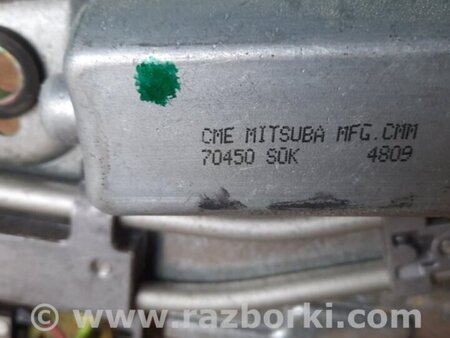 CME MITSUBA MFG.CMM
70450 S0K 4809
© www.razborki.com